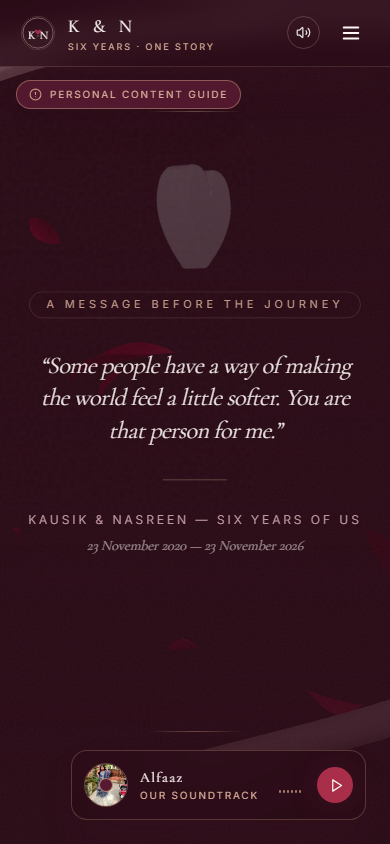 K♥N
K & N
SIX YEARS · ONE STORY
PERSONAL CONTENT GUIDE
A MESSAGE BEFORE THE JOURNEY
“Some people have a way of making
the world feel a little softer. You are
that person for me.”
KAUSIK & NASREEN — SIX YEARS OF US
23 November 2020 — 23 November 2026
Alfaaz
OUR SOUNDTRACK